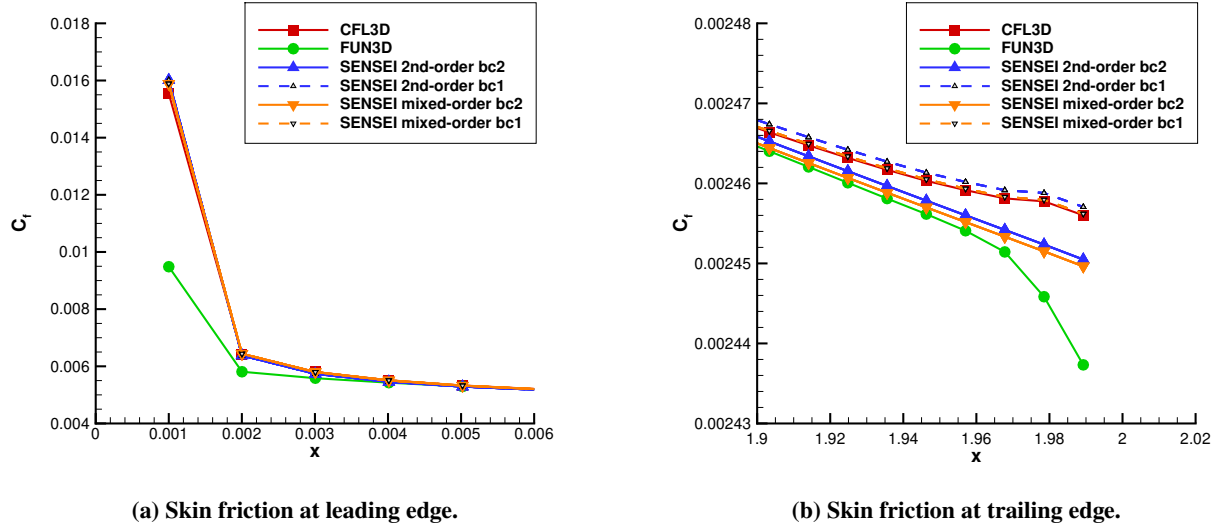 0.018
0.016
0.014
0.012
0.01
0.008
0.006
0.004
0 0.001 0.002 0.003 0.004 0.005 0.006
x
Cf
CFL3D
FUN3D
SENSEI 2nd-order bc2
SENSEI 2nd-order bc1
SENSEI mixed-order bc2
SENSEI mixed-order bc1
(a) Skin friction at leading edge.
0.00248
0.00247
0.00246
0.00245
0.00244
0.00243
1.9 1.92 1.94 1.96 1.98 2 2.02
x
Cf
CFL3D
FUN3D
SENSEI 2nd-order bc2
SENSEI 2nd-order bc1
SENSEI mixed-order bc2
SENSEI mixed-order bc1
(b) Skin friction at trailing edge.